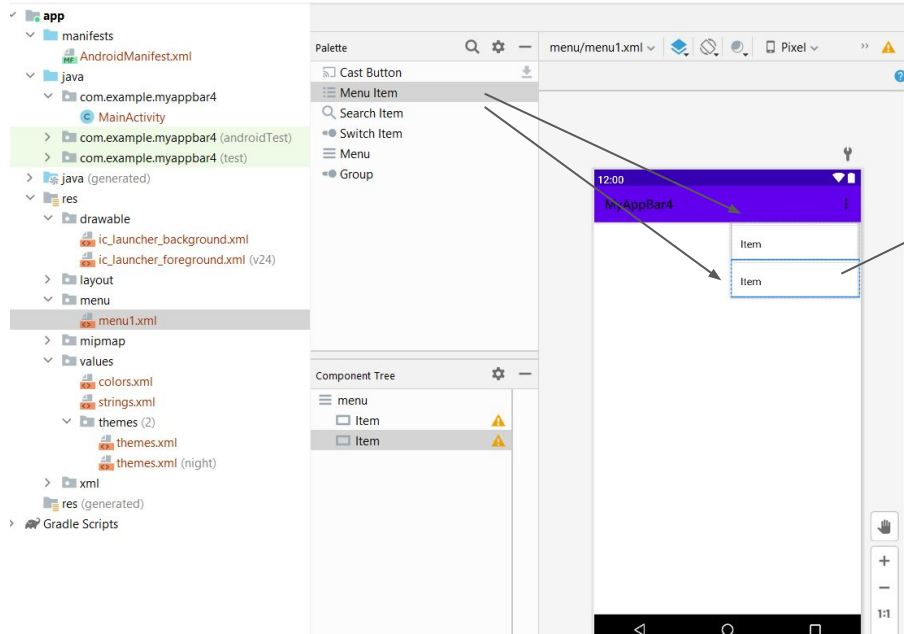 app
manifests
AndroidManifest.xml
java
com.example.myappbar4
MainActivity
com.example.myappbar4 (androidTest)
com.example.myappbar4 (test)
java (generated)
res
drawable
ic_launcher_background.xml
ic_launcher_foreground.xml (v24)
layout
menu
menu1.xml
mipmap
values
colors.xml
strings.xml
themes (2)
themes.xml
themes.xml (night)
xml
res (generated)
Gradle Scripts
Palette
Cast Button
Menu Item
Search Item
Switch Item
Menu
Group
Component Tree
menu
Item
Item
menu/menu1.xml
Pixel
12:00
MyAppBar4
Item
Item
1:1